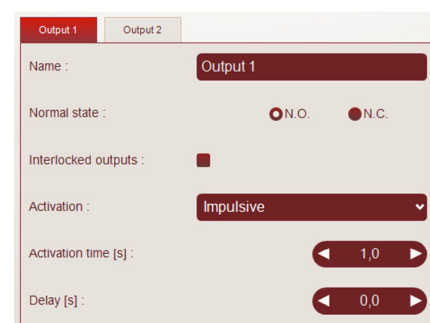 Output 1 Output 2
Name : Output 1
Normal state : N.O. N.C.
Interlocked outputs :
Activation : Impulsive
Activation time [s] : 1,0
Delay [s] : 0,0